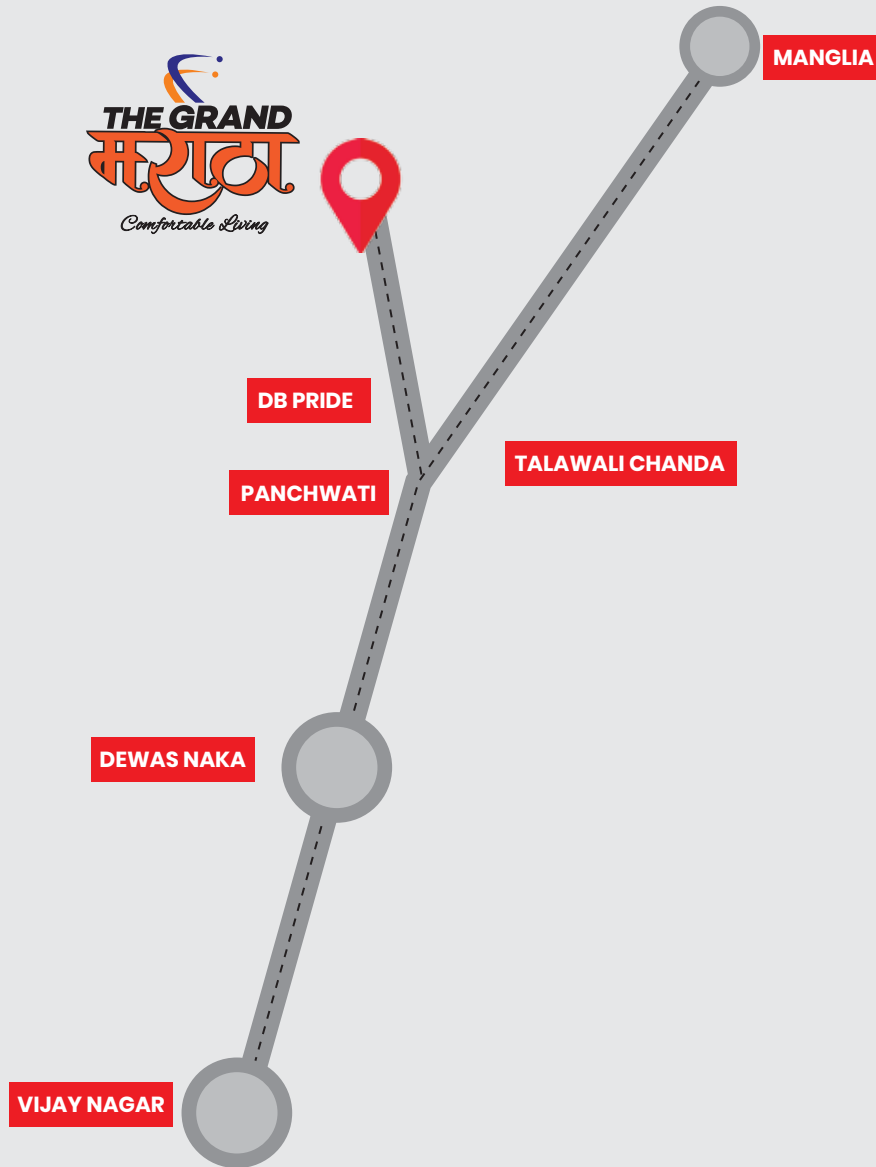 MANGLIA
THE GRAND
मराठा
Comfortable Living
DB PRIDE
TALAWALI CHANDA
PANCHWATI
DEWAS NAKA
VIJAY NAGAR